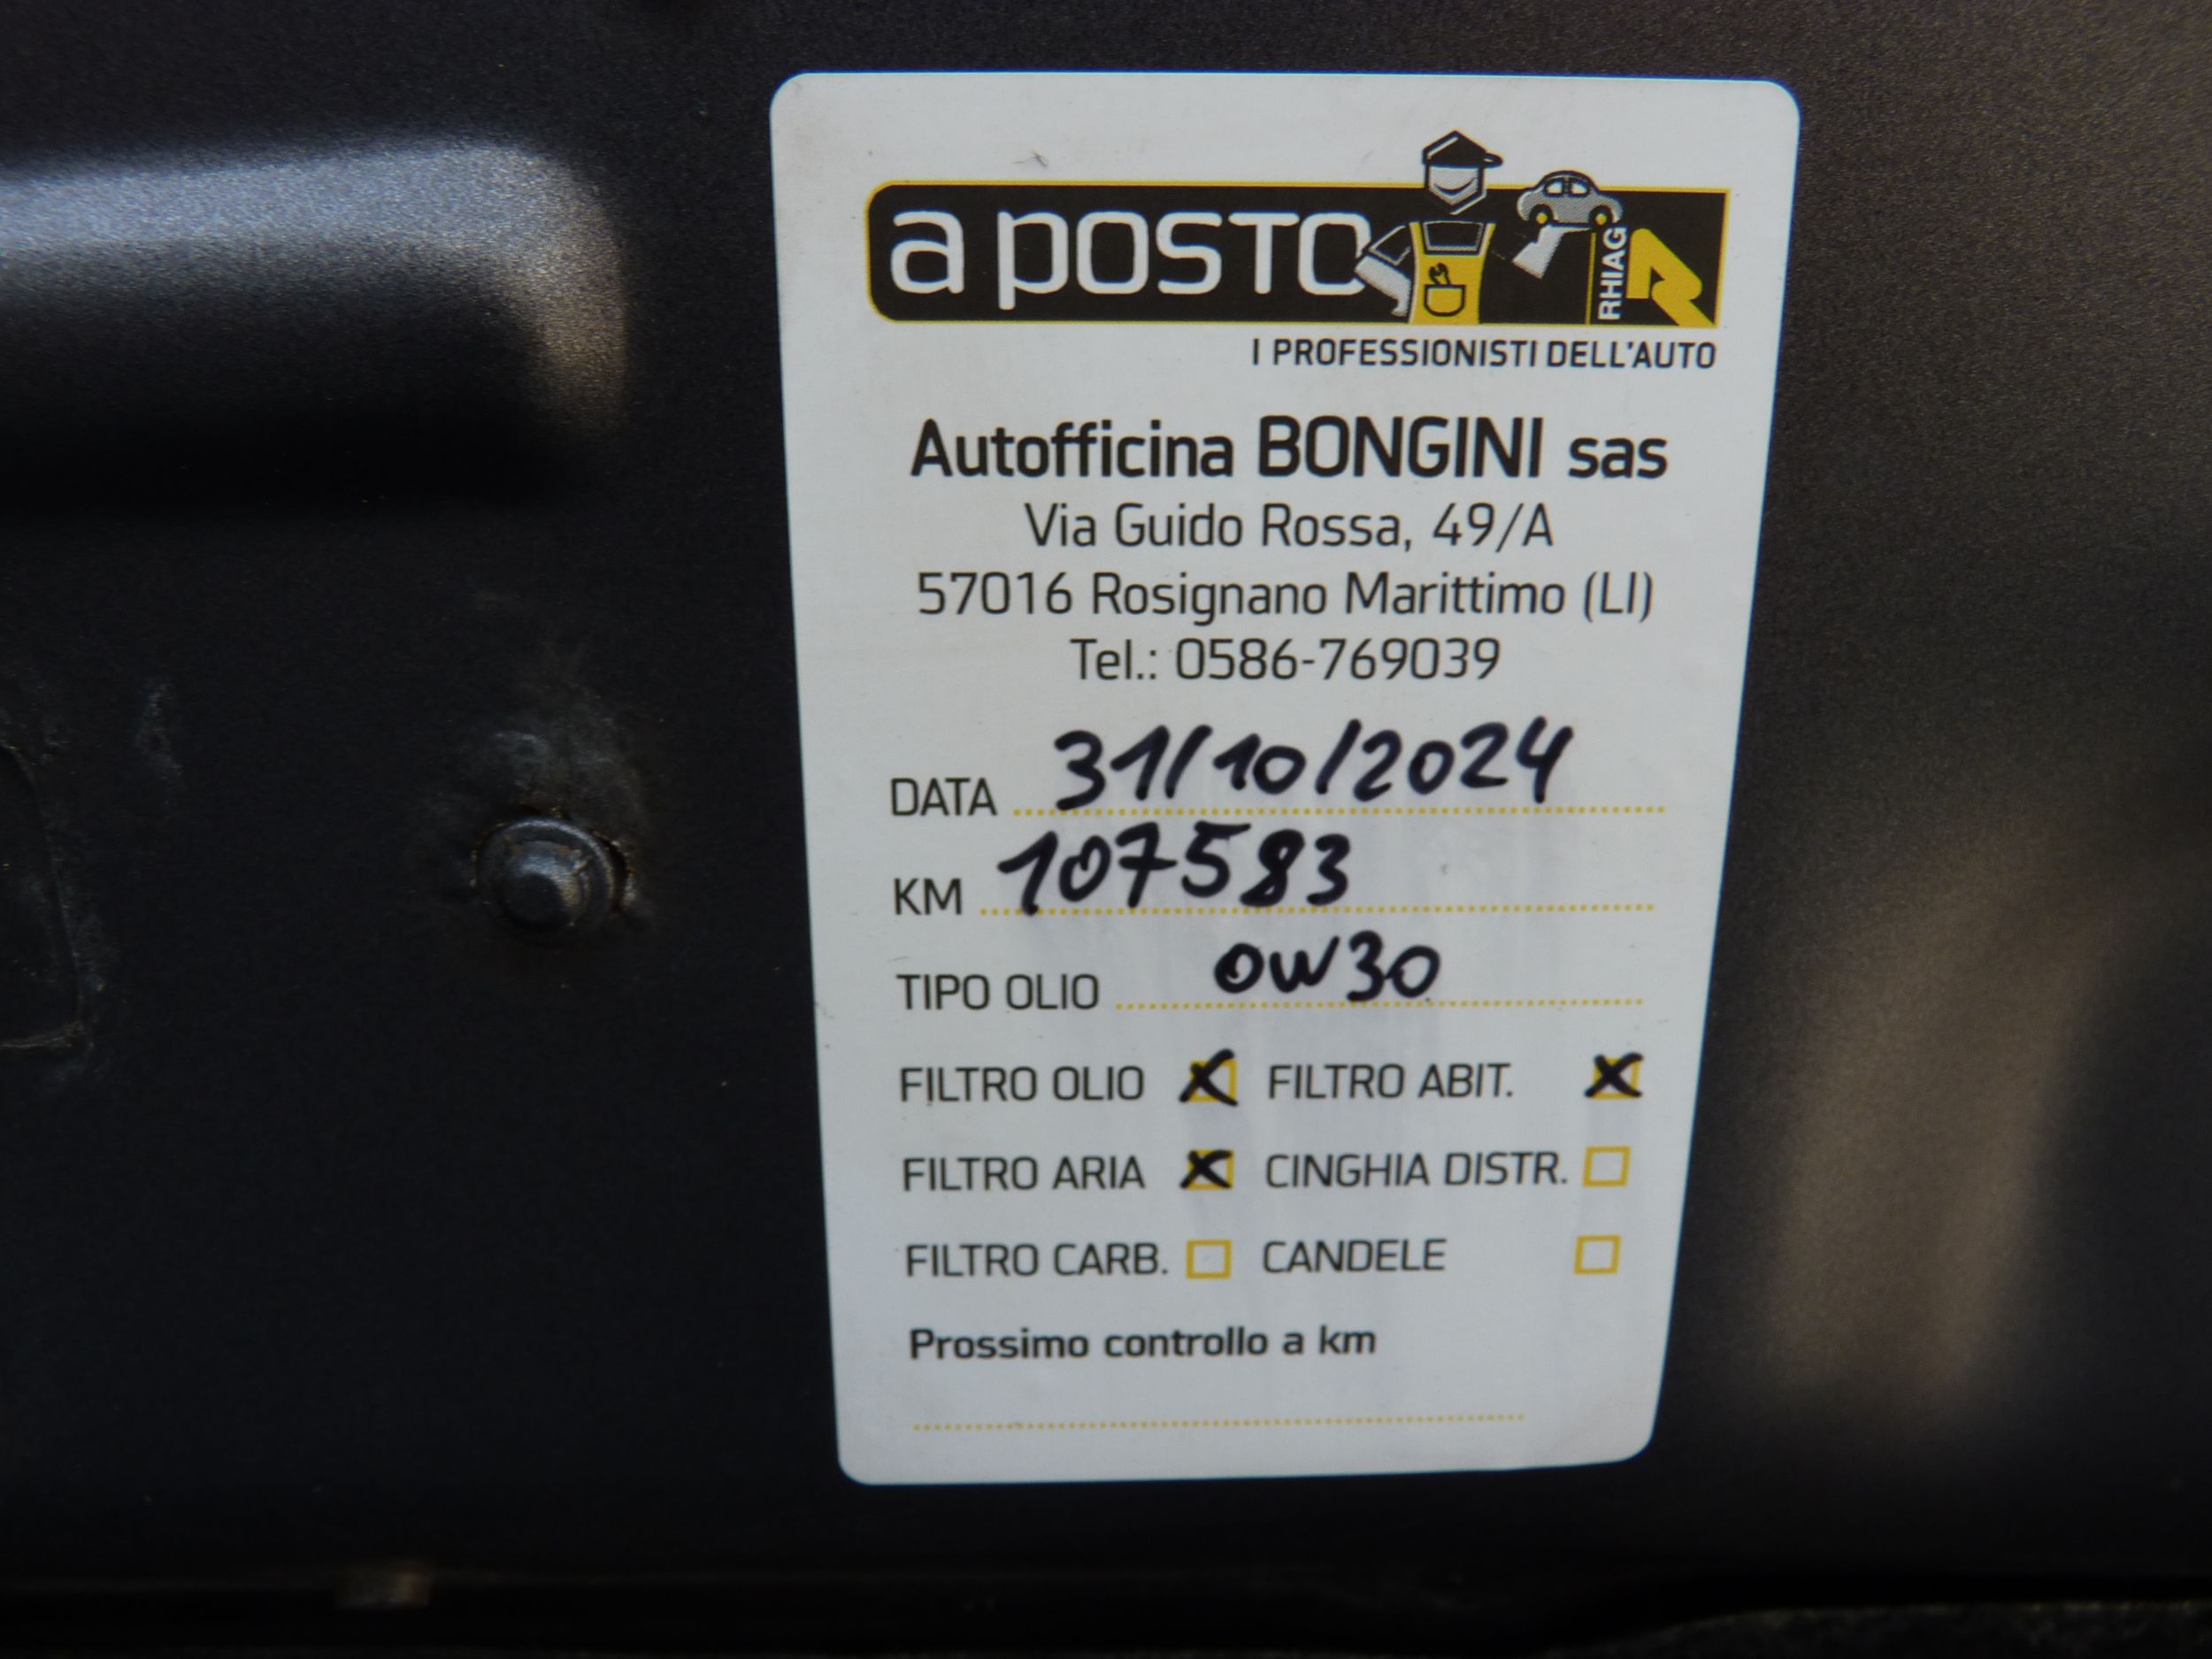 a posto
RHIAG
I PROFESSIONISTI DELL'AUTO
Autofficina BONGINI sas
Via Guido Rossa, 49/A
57016 Rosignano Marittimo (LI)
Tel.: 0586-769039
DATA 31/10/2024
KM 107583
TIPO OLIO 0W30
FILTRO OLIO X FILTRO ABIT. X
FILTRO ARIA X CINGHIA DISTR.
FILTRO CARB. CANDELE
Prossimo controllo a km